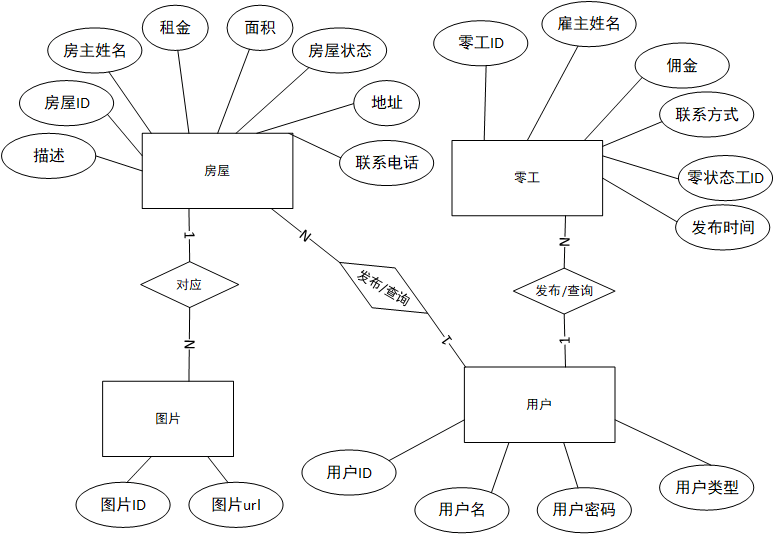 租金
面积
雇主姓名
房主姓名
房屋状态
零工ID
佣金
房屋ID
地址
联系方式
描述
房屋
联系电话
零工
零状态工ID
发布时间
1
N
N
对应
发布/查询
发布/查询
N
1
1
图片
用户
用户ID
用户类型
图片ID
图片url
用户名
用户密码